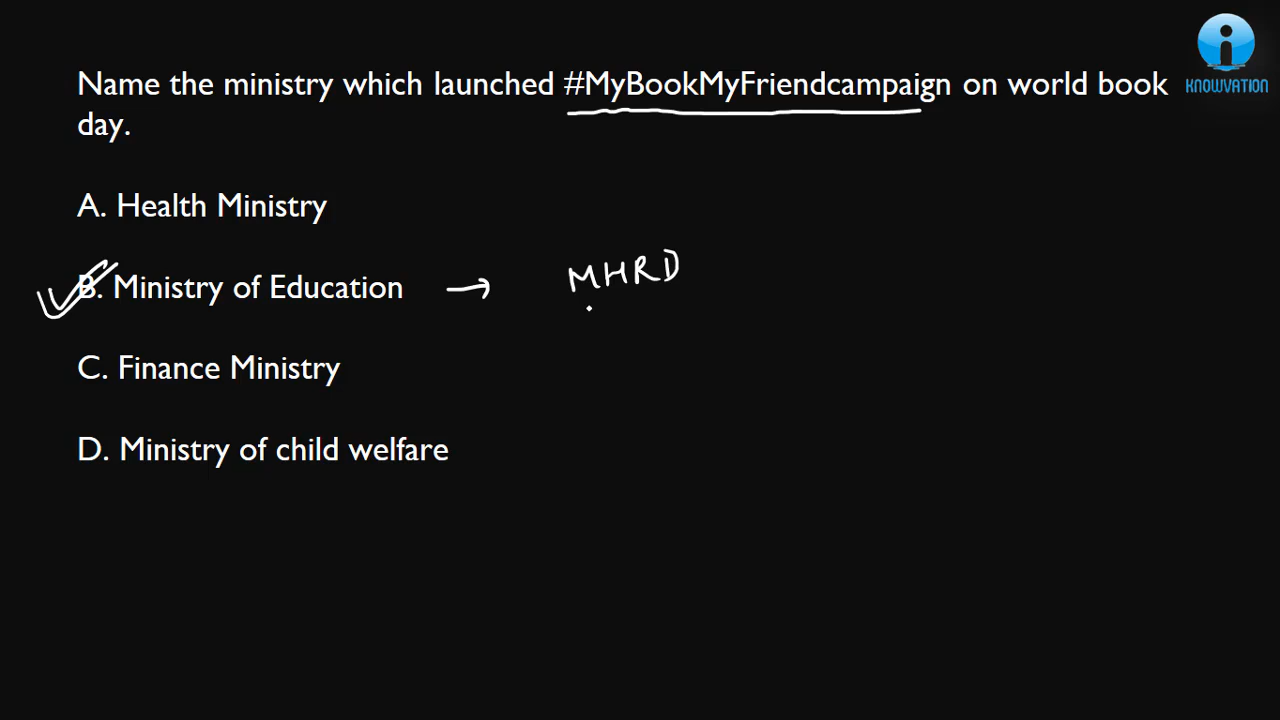 Name the ministry which launched #MyBookMyFriendcampaign on world book
day.
A. Health Ministry
B. Ministry of Education → MHRD
C. Finance Ministry
D. Ministry of child welfare
KNOWVATION